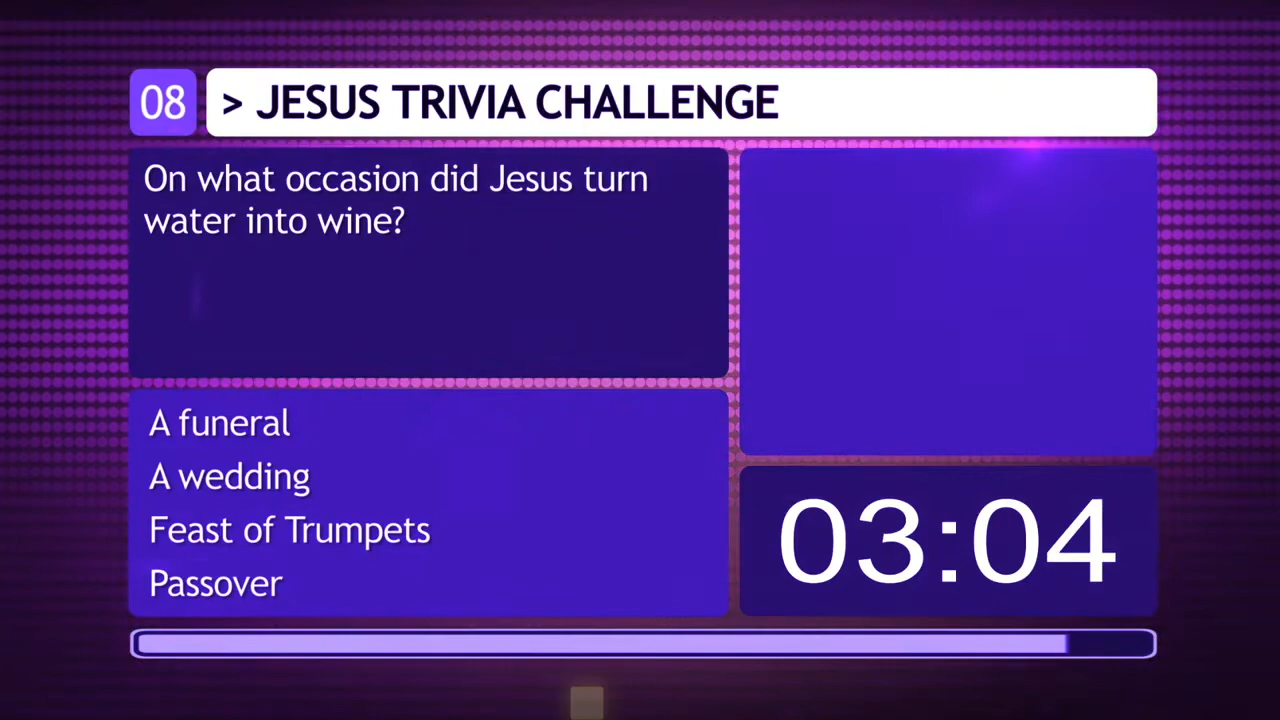 08
> JESUS TRIVIA CHALLENGE
On what occasion did Jesus turn
water into wine?
A funeral
A wedding
Feast of Trumpets
Passover
03:04